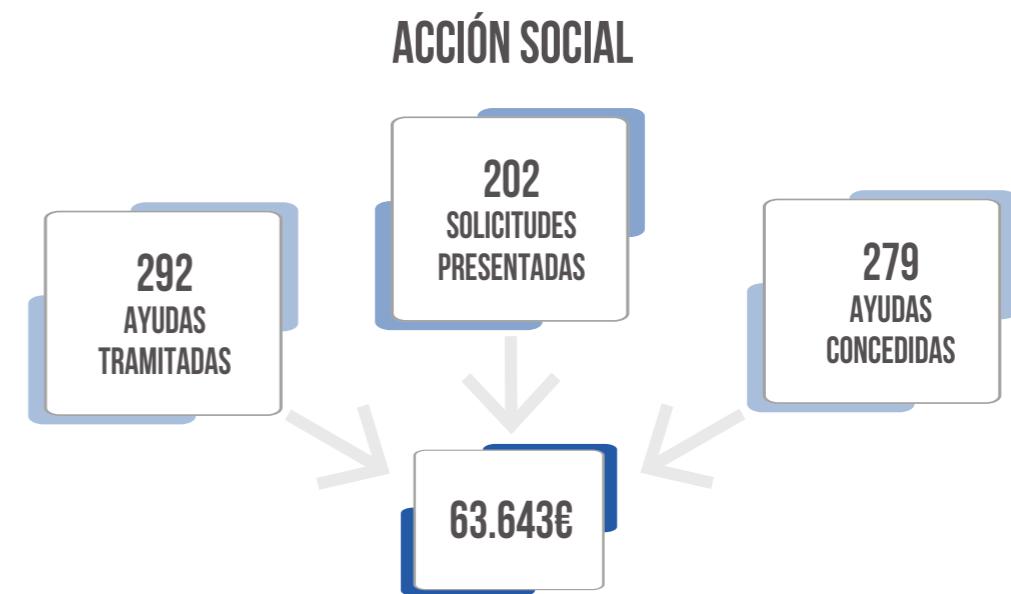 ACCIÓN SOCIAL
292
AYUDAS
TRAMITADAS
202
SOLICITUDES
PRESENTADAS
279
AYUDAS
CONCEDIDAS
63.643€